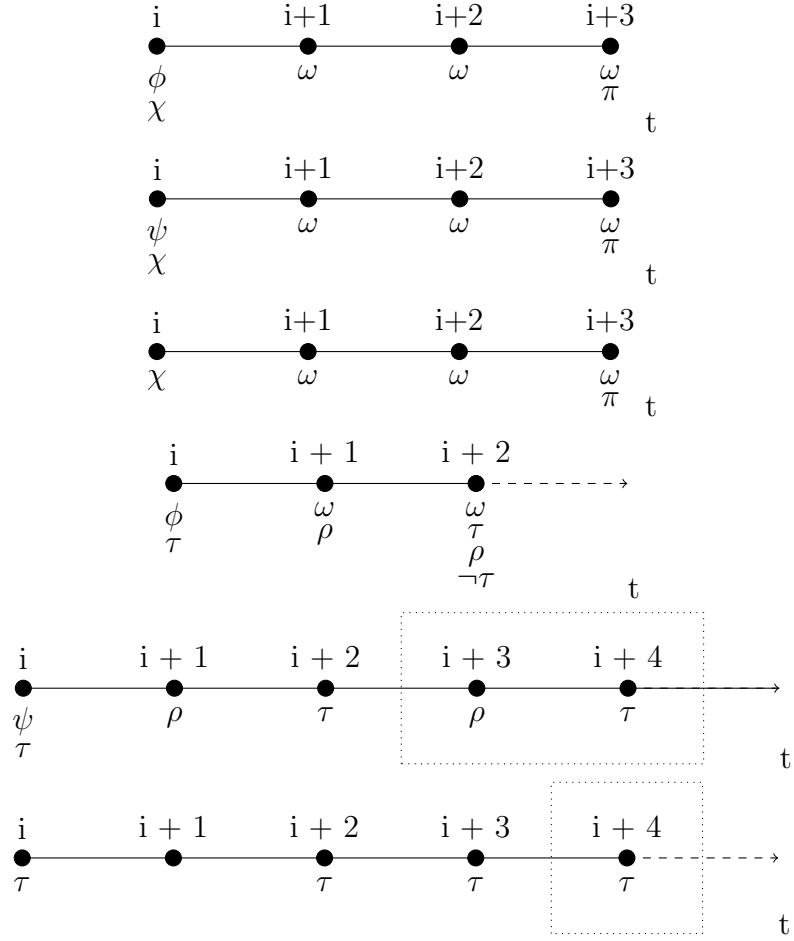 i i+1 i+2 i+3
ϕ ω ω ω
χ π
t
i i+1 i+2 i+3
ψ ω ω ω
χ π
t
i i+1 i+2 i+3
χ ω ω ω
π
t
i i + 1 i + 2
ϕ ω ω
τ ρ τ
ρ
¬τ
t
i i + 1 i + 2 i + 3 i + 4
ψ ρ τ ρ τ
τ
t
i i + 1 i + 2 i + 3 i + 4
τ τ τ τ
t